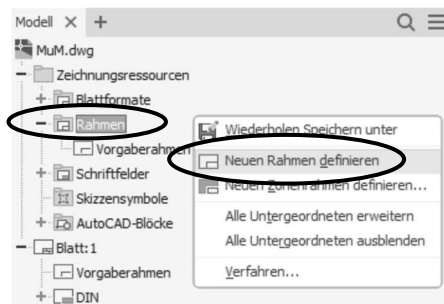 Modell
MuM.dwg
Zeichnungsressourcen
Blattformate
Rahmen
Vorgaberahmen
Schriftfelder
Skizzensymbole
AutoCAD-Blöcke
Blatt:1
Vorgaberahmen
DIN
Wiederholen Speichern unter
Neuen Rahmen definieren
Neuen Zonenrahmen definieren...
Alle Untergeordneten erweitern
Alle Untergeordneten ausblenden
Verfahren...